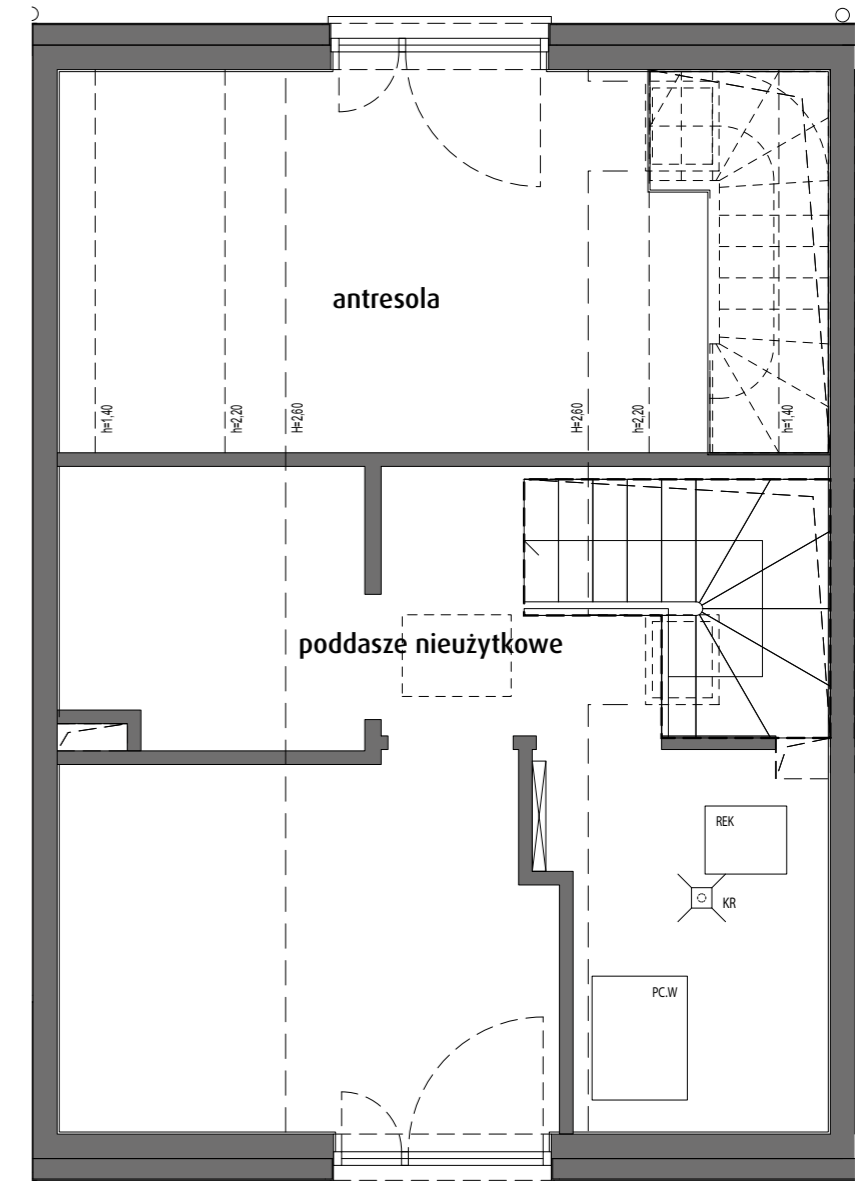 antresola
h=1,40
h=2,20
H=2,60
H=2,60
h=2,20
h=1,40
poddasze nieużytkowe
REK
KR
PC.W